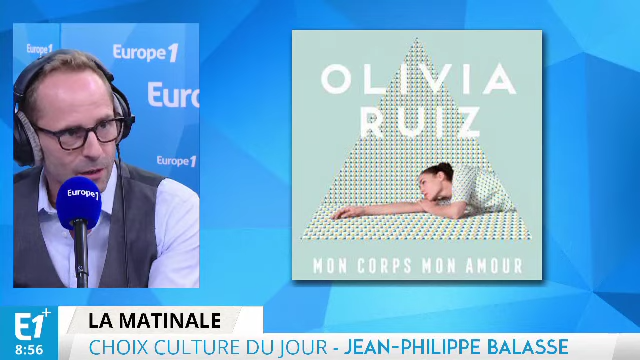 Europe1
Europe1
Europe1
Europe1
OLIVIA
RUIZ
MON CORPS MON AMOUR
E1+
8:56
LA MATINALE
CHOIX CULTURE DU JOUR - JEAN-PHILIPPE BALASSE